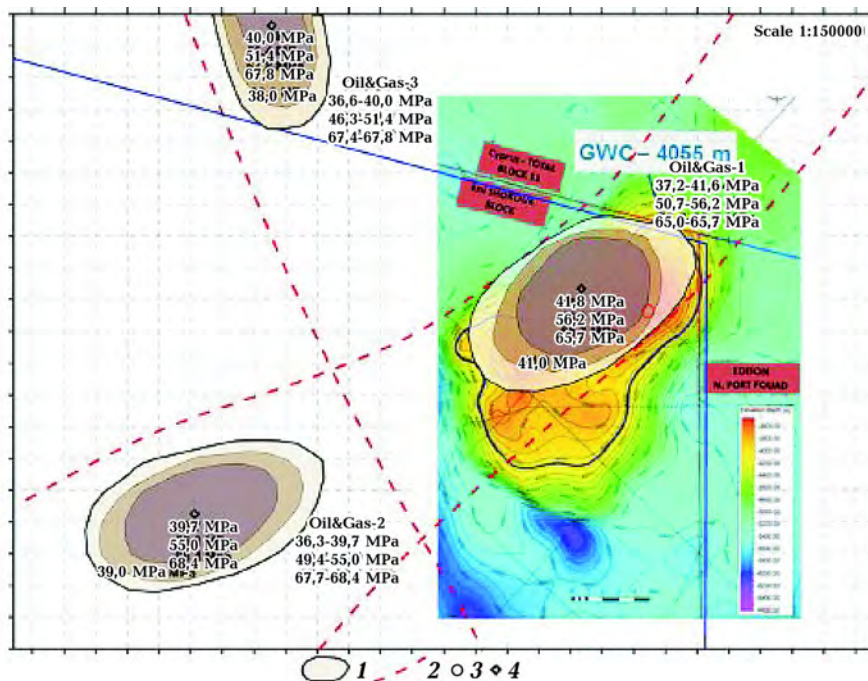 Scale 1:150000
40,0 MPa
51,4 MPa
67,8 MPa
38,0 MPa
Oil&Gas-3
36,6-40,0 MPa
46,3-51,4 MPa
67,4-67,8 MPa
GWC – 4055 m
Cyprus - TOTAL
BLOCK 11
SHOROUK
BLOCK
Oil&Gas-1
37,2-41,6 MPa
50,7-56,2 MPa
65,0-65,7 MPa
41,8 MPa
56,2 MPa
65,7 MPa
41,0 MPa
EDISON
N. PORT FOUAD
39,7 MPa
55,0 MPa
68,4 MPa
39,0 MPa
MPa
Oil&Gas-2
36,3-39,7 MPa
49,4-55,0 MPa
67,7-68,4 MPa
1 2 3 4